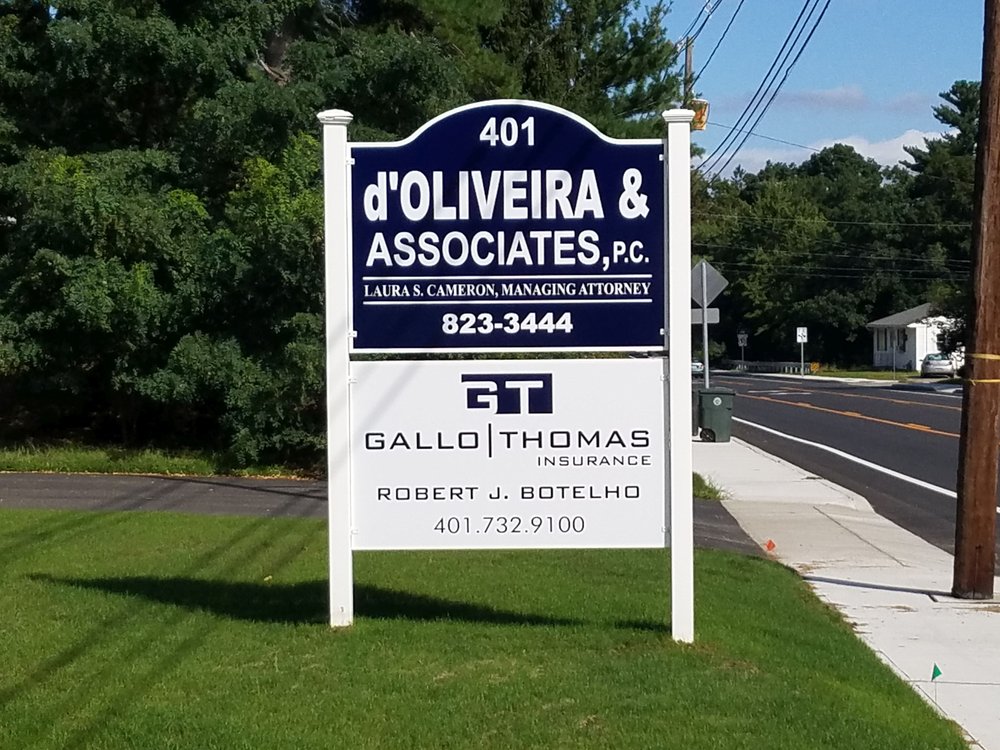 401
d'OLIVEIRA &
ASSOCIATES, P.C.
LAURA S. CAMERON, MANAGING ATTORNEY
823-3444
GT
GALLO|THOMAS
INSURANCE
ROBERT J. BOTELHO
401.732.9100